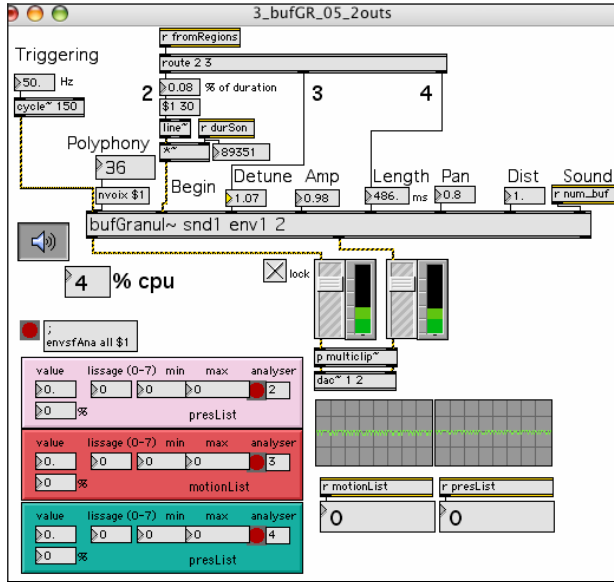 3_bufGR_05_2outs
r fromRegions
Triggering
route 2 3
50. Hz
2
0.08 % of duration
3
4
cycle~ 150
$1 30
line~
r durSon
Polyphony
*~
89351
36
nvoix $1
Begin
Detune
Amp
Length
Pan
Dist
Sound
1.07
0.98
486. ms
0.8
1.
r num_buf
bufGranul~ snd1 env1 2
4 % cpu
lock
;
envsfAna all $1
p multiclip~
dac~ 1 2
value lissage (0-7) min max analyser
0. 0 0 0 2
0 %
presList
value lissage (0-7) min max analyser
0. 0 0 0 3
0 %
motionList
value lissage (0-7) min max analyser
0. 0 0 0 4
0 %
presList
r motionList
r presList
0
0